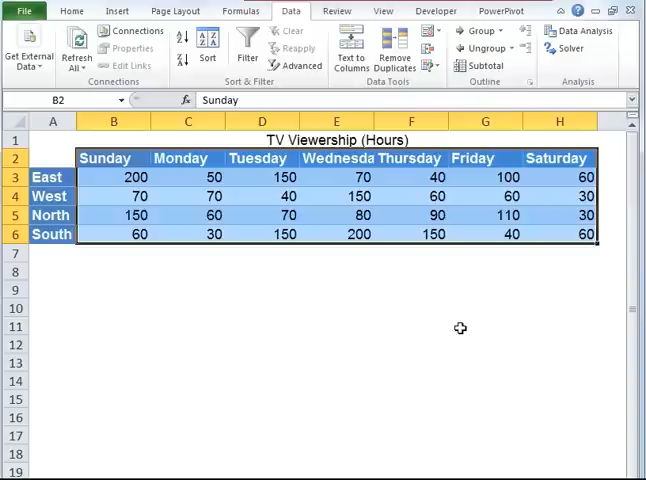 File Home Insert Page Layout Formulas Data Review View Developer PowerPivot
Get External Data
Refresh All
Connections
Properties
Edit Links
Connections
Sort
Clear
Reapply
Advanced
Sort & Filter
Text to Columns
Remove Duplicates
Data Tools
Group
Ungroup
Subtotal
Outline
Data Analysis
Solver
Analysis
B2 fx Sunday
A B C D E F G H
1 TV Viewership (Hours)
2 Sunday Monday Tuesday Wednesda Thursday Friday Saturday
3 East 200 50 150 70 40 100 60
4 West 70 70 40 150 60 60 30
5 North 150 60 70 80 90 110 30
6 South 60 30 150 200 150 40 60
7
8
9
10
11
12
13
14
15
16
17
18
19